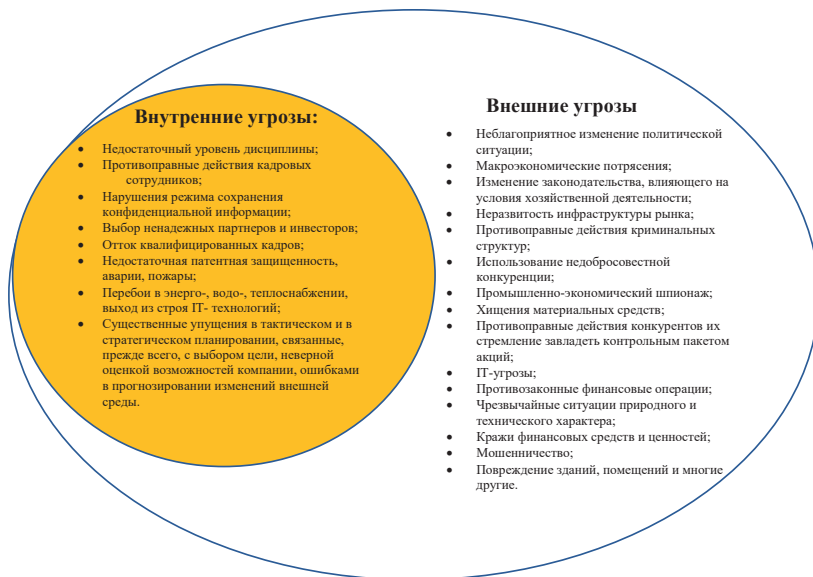 Внутренние угрозы:
• Недостаточный уровень дисциплины;
• Противоправные действия кадровых
сотрудников;
• Нарушения режима сохранения
конфиденциальной информации;
• Выбор ненадежных партнеров и инвесторов;
• Отток квалифицированных кадров;
• Недостаточная патентная защищенность,
аварии, пожары;
• Перебои в энерго-, водо-, теплоснабжении,
выход из строя IT- технологий;
• Существенные упущения в тактическом и в
стратегическом планировании, связанные,
прежде всего, с выбором цели, неверной
оценкой возможностей компании, ошибками
в прогнозировании изменений внешней
среды.
Внешние угрозы
• Неблагоприятное изменение политической
ситуации;
• Макроэкономические потрясения;
• Изменение законодательства, влияющего на
условия хозяйственной деятельности;
• Неразвитость инфраструктуры рынка;
• Противоправные действия криминальных
структур;
• Использование недобросовестной
конкуренции;
• Промышленно-экономический шпионаж;
• Хищения материальных средств;
• Противоправные действия конкурентов их
стремление завладеть контрольным пакетом
акций;
• IT-угрозы;
• Противозаконные финансовые операции;
• Чрезвычайные ситуации природного и
технического характера;
• Кражи финансовых средств и ценностей;
• Мошенничество;
• Повреждение зданий, помещений и многие
другие.